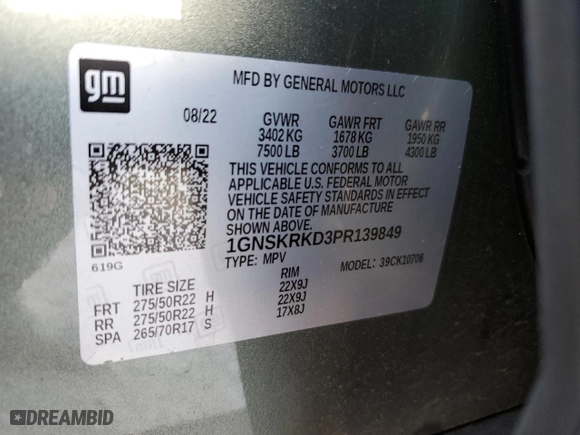 gm
MFD BY GENERAL MOTORS LLC
08/22 GVWR GAWR FRT GAWR RR
3402 KG 1678 KG 1950 KG
7500 LB 3700 LB 4300 LB
THIS VEHICLE CONFORMS TO ALL
APPLICABLE U.S. FEDERAL MOTOR
VEHICLE SAFETY STANDARDS IN EFFECT
ON THE DATE OF MANUFACTURE
SHOWN ABOVE.
1GNSKRKD3PR139849
619G TYPE: MPV MODEL: 39CK10706
TIRE SIZE RIM
FRT 275/50R22 H 22X9J
RR 275/50R22 H 22X9J
SPA 265/70R17 S 17X8J
DREAMBID